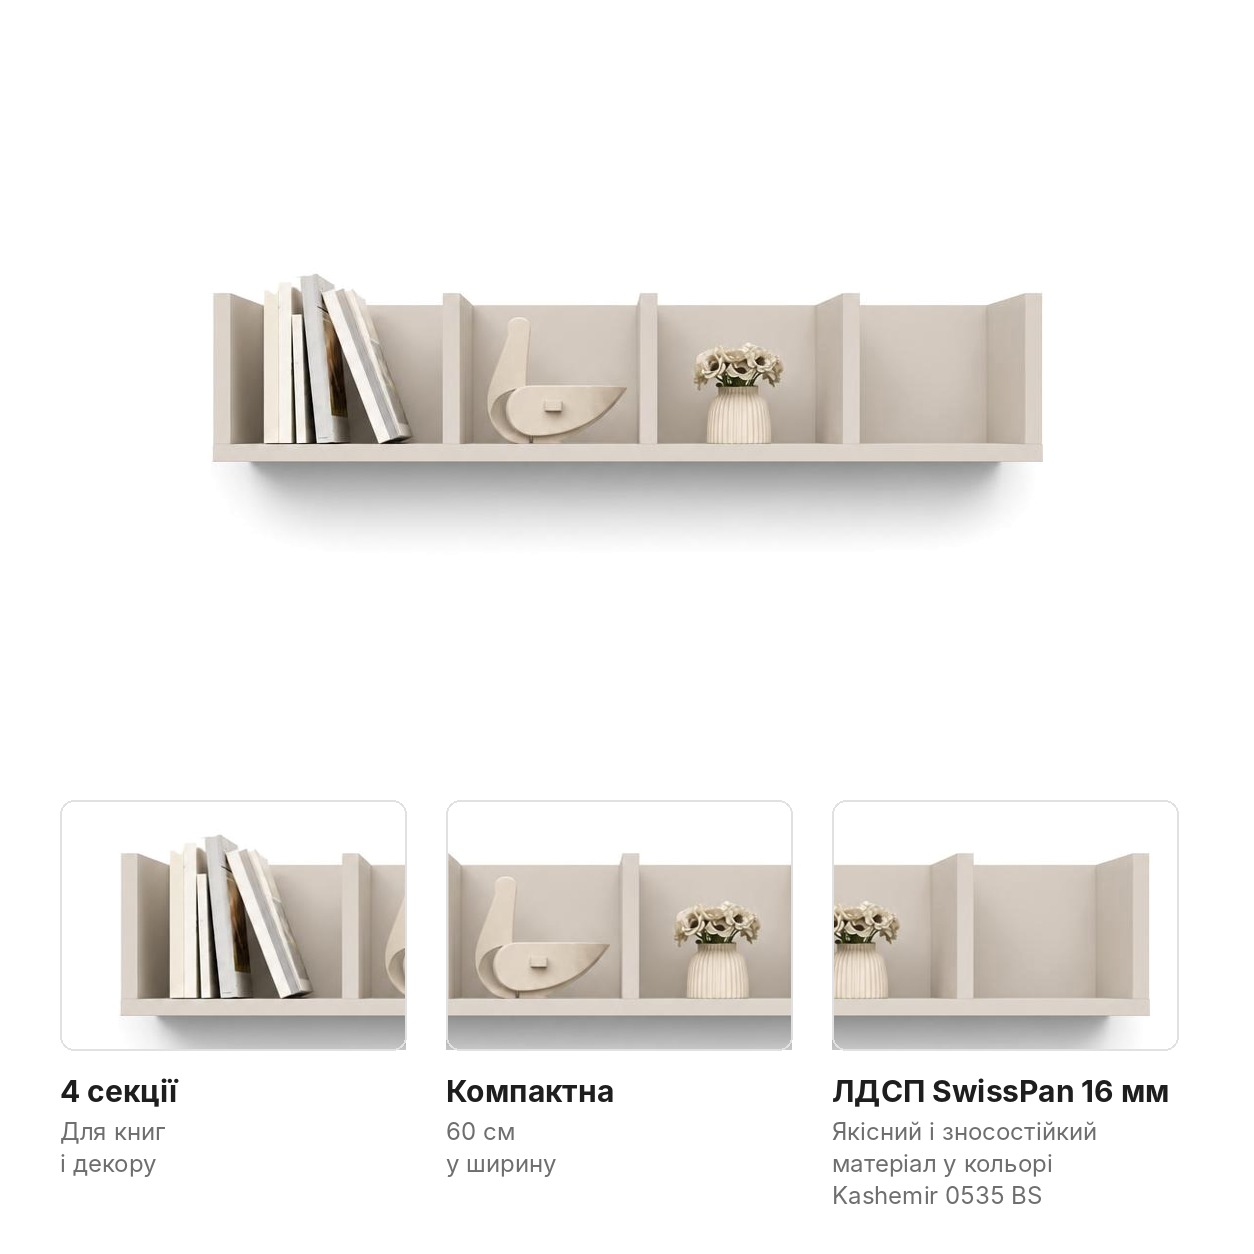 4 секції
Для книг
і декору
Компактна
60 см
у ширину
ЛДСП SwissPan 16 мм
Якісний і зносостійкий
матеріал у кольорі
Kashemir 0535 BS